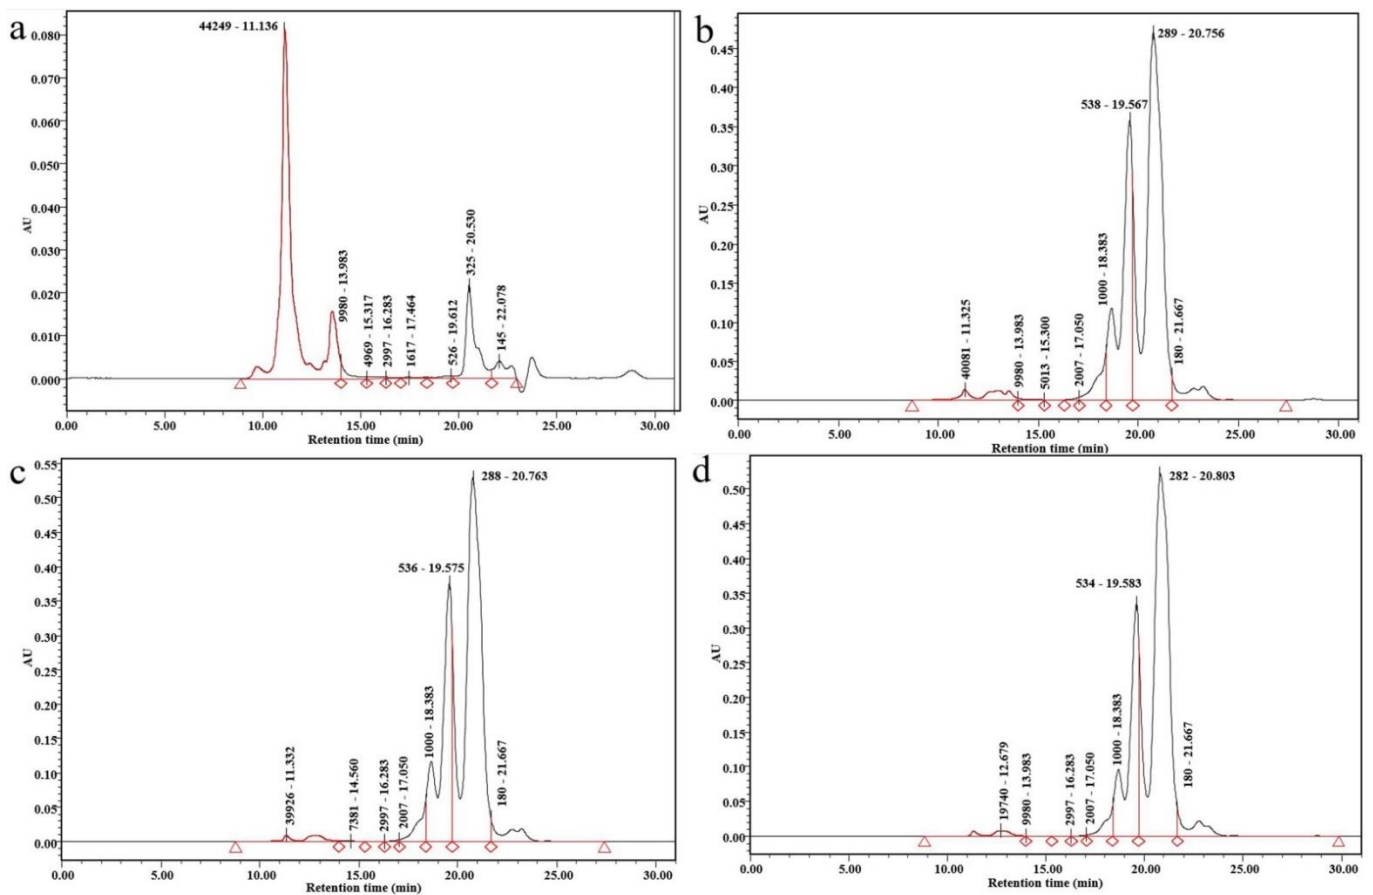 a
44249 - 11.136
9980 - 13.983
4969 - 15.317
2997 - 16.283
1617 - 17.464
526 - 19.612
325 - 20.530
145 - 22.078
0.080
0.070
0.060
0.050
0.040
0.030
0.020
0.010
0.000
AU
0.00 5.00 10.00 15.00 20.00 25.00 30.00
Retention time (min)
b
40081 - 11.325
9980 - 13.983
5013 - 15.300
2007 - 17.050
1000 - 18.383
538 - 19.567
289 - 20.756
180 - 21.667
0.45
0.40
0.35
0.30
0.25
0.20
0.15
0.10
0.05
0.00
AU
0.00 5.00 10.00 15.00 20.00 25.00 30.00
Retention time (min)
c
39926 - 11.332
7381 - 14.560
2997 - 16.283
2007 - 17.050
1000 - 18.383
536 - 19.575
288 - 20.763
180 - 21.667
0.55
0.50
0.45
0.40
0.35
0.30
0.25
0.20
0.15
0.10
0.05
0.00
AU
0.00 5.00 10.00 15.00 20.00 25.00 30.00
Retention time (min)
d
19740 - 12.679
9980 - 13.983
2997 - 16.283
2007 - 17.050
1000 - 18.383
534 - 19.583
282 - 20.803
180 - 21.667
0.50
0.45
0.40
0.35
0.30
0.25
0.20
0.15
0.10
0.05
0.00
AU
0.00 5.00 10.00 15.00 20.00 25.00 30.00
Retention time (min)